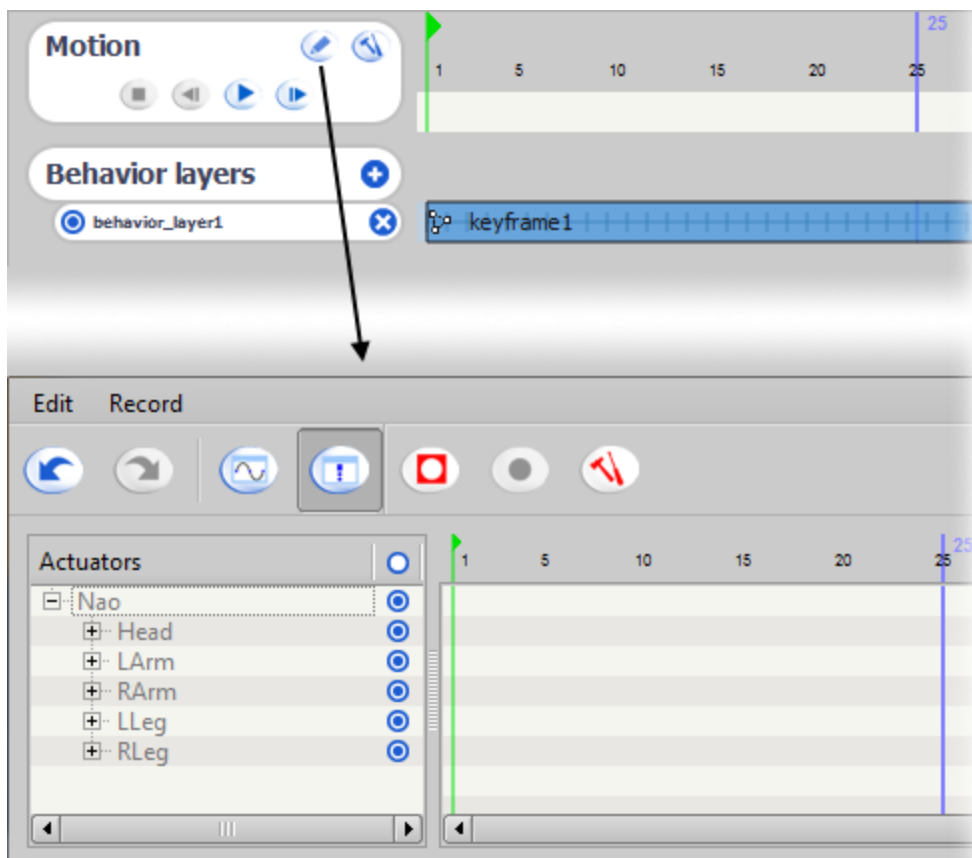 Motion
25
1 5 10 15 20 25
Behavior layers
behavior_layer1
keyframe1
Edit Record
Actuators
25
1 5 10 15 20 25
Nao
Head
LArm
RArm
LLeg
RLeg